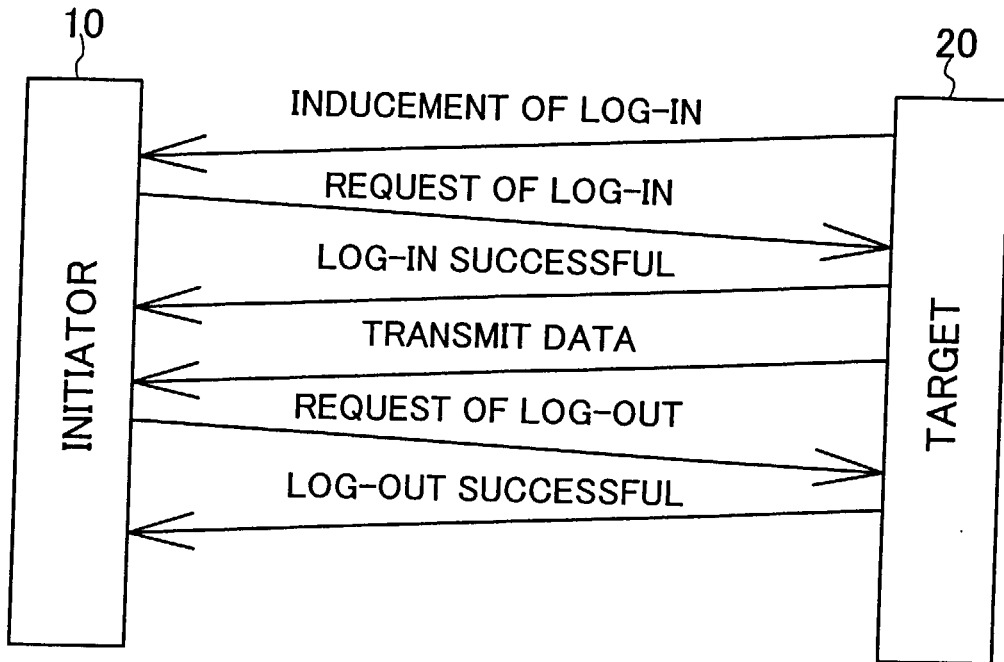 10
20
INDUCEMENT OF LOG-IN
REQUEST OF LOG-IN
LOG-IN SUCCESSFUL
TRANSMIT DATA
REQUEST OF LOG-OUT
LOG-OUT SUCCESSFUL
INITIATOR
TARGET